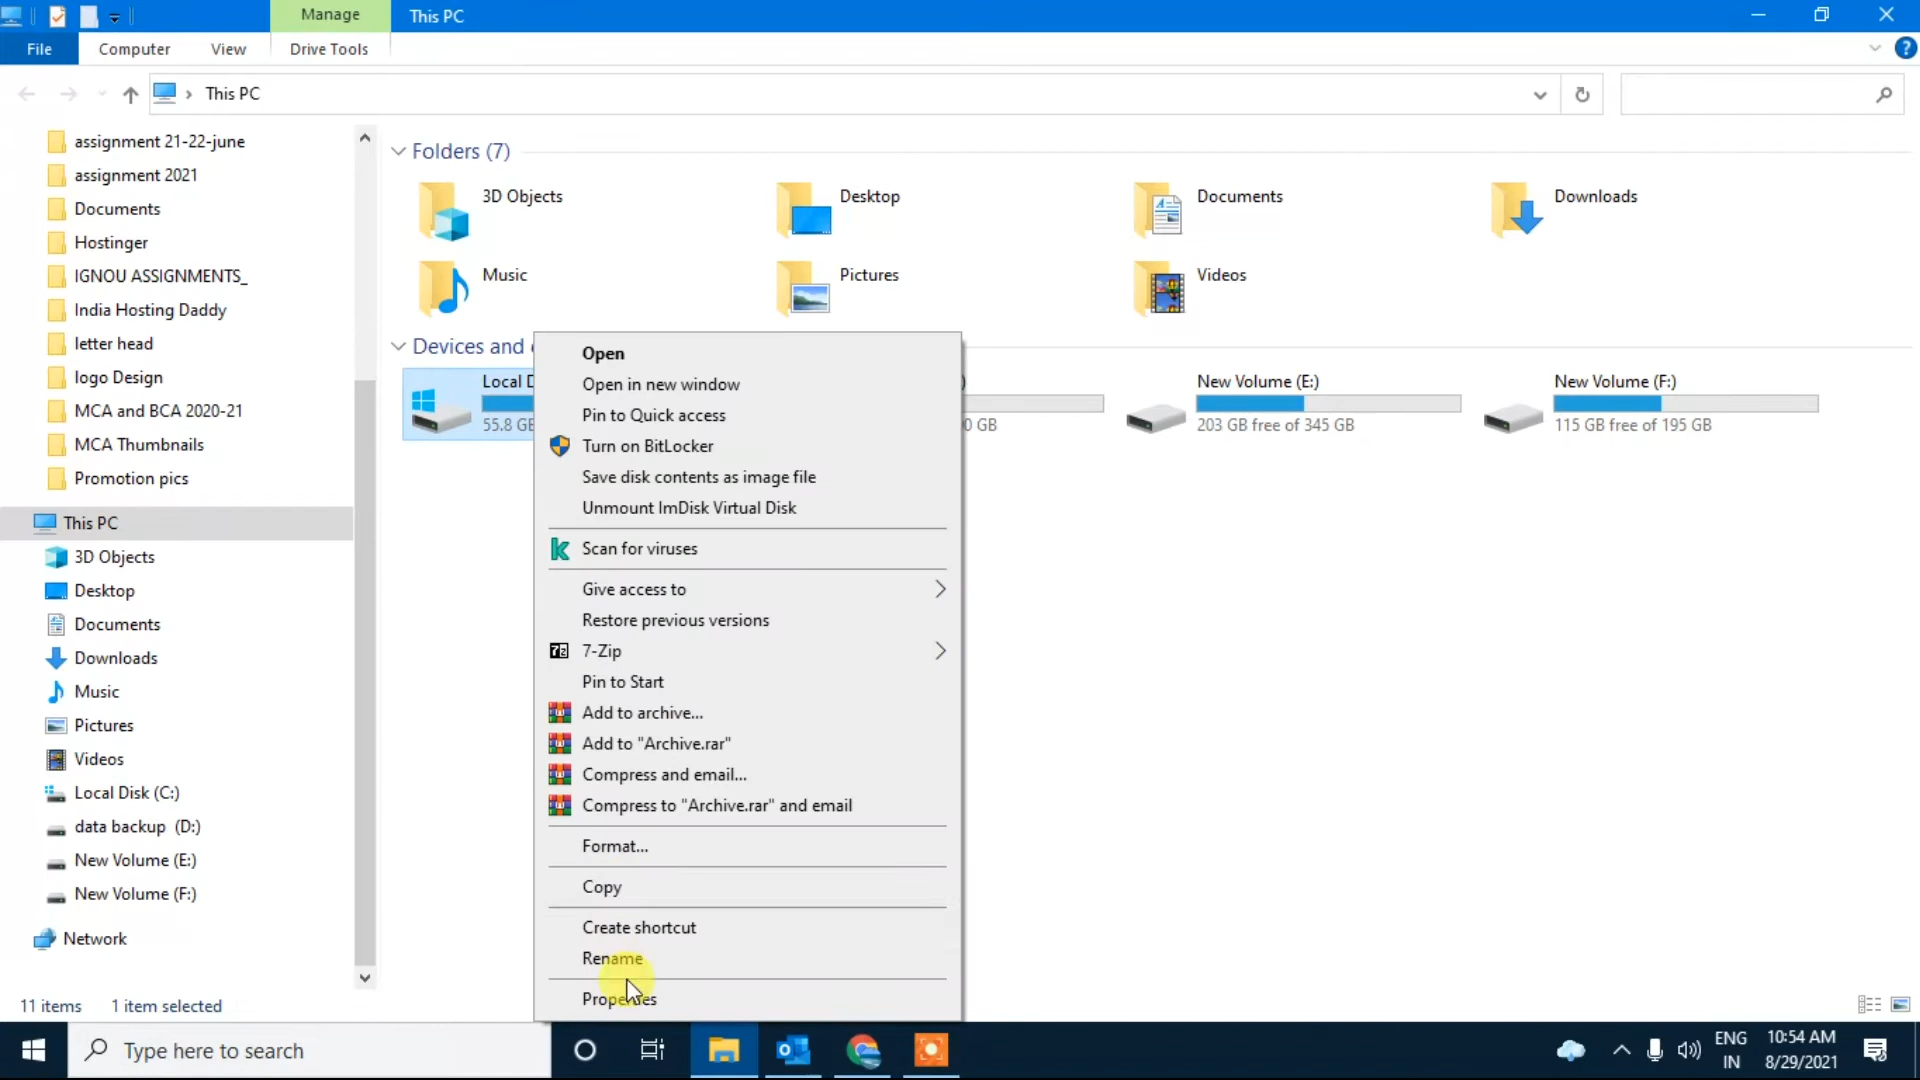 Manage
This PC
File
Computer
View
Drive Tools
This PC
assignment 21-22-june
assignment 2021
Documents
Hostinger
IGNOU ASSIGNMENTS_
India Hosting Daddy
letter head
logo Design
MCA and BCA 2020-21
MCA Thumbnails
Promotion pics
This PC
3D Objects
Desktop
Documents
Downloads
Music
Pictures
Videos
Local Disk (C:)
data backup (D:)
New Volume (E:)
New Volume (F:)
Network
Folders (7)
3D Objects
Desktop
Documents
Downloads
Music
Pictures
Videos
Devices and
Local D
55.8 GB
)
0 GB
New Volume (E:)
203 GB free of 345 GB
New Volume (F:)
115 GB free of 195 GB
Open
Open in new window
Pin to Quick access
Turn on BitLocker
Save disk contents as image file
Unmount ImDisk Virtual Disk
Scan for viruses
Give access to
Restore previous versions
7-Zip
Pin to Start
Add to archive...
Add to "Archive.rar"
Compress and email...
Compress to "Archive.rar" and email
Format...
Copy
Create shortcut
Rename
Properties
11 items
1 item selected
Type here to search
ENG
IN
10:54 AM
8/29/2021